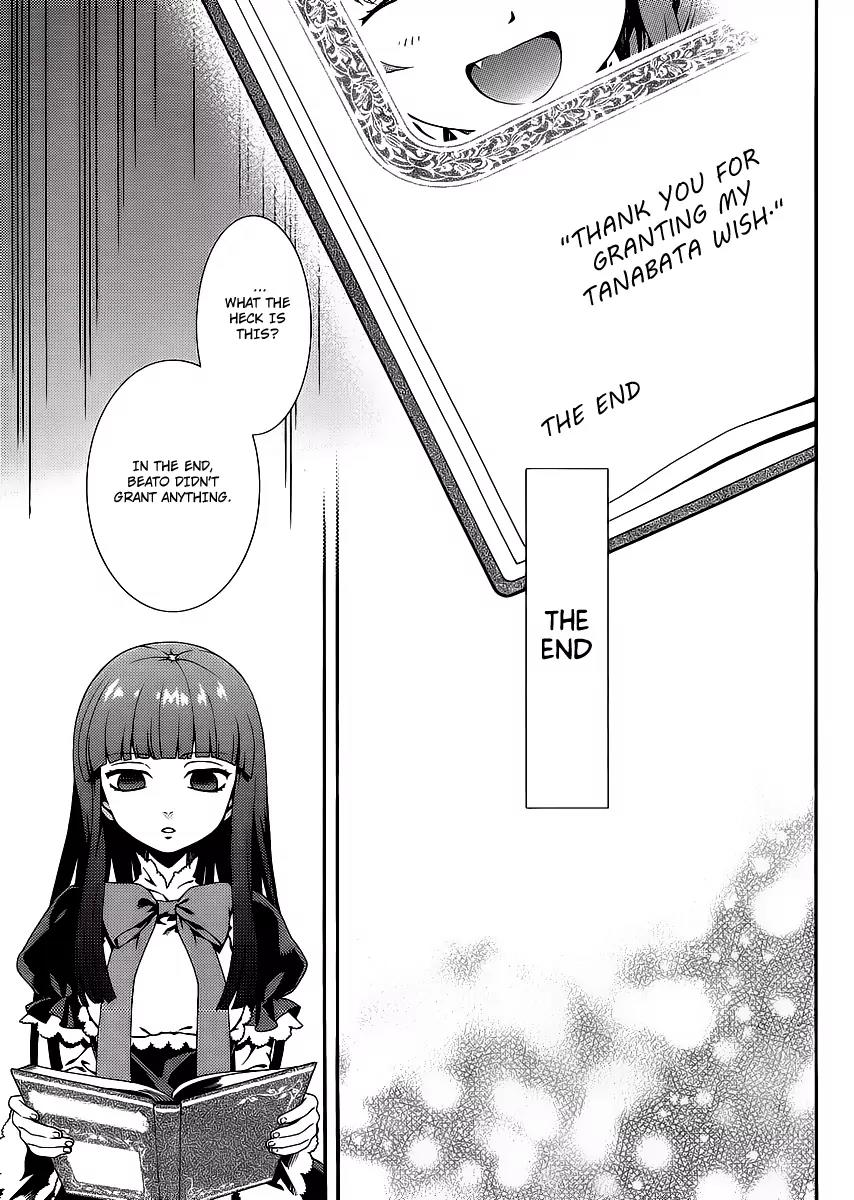 "THANK YOU FOR
GRANTING MY
TANABATA WISH."
THE END
THE
END
...
WHAT THE
HECK IS
THIS?
IN THE END,
BEATO DIDN'T
GRANT ANYTHING.